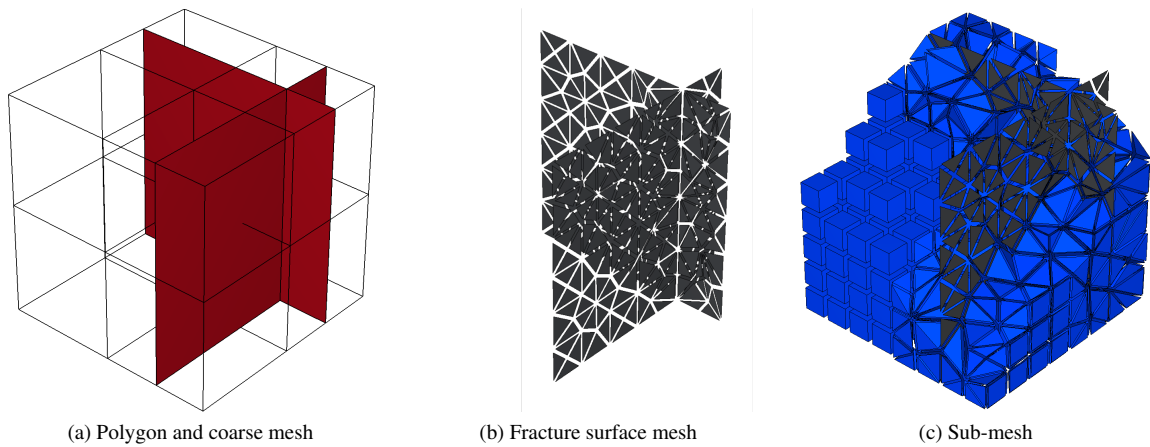 (a) Polygon and coarse mesh
(b) Fracture surface mesh
(c) Sub-mesh